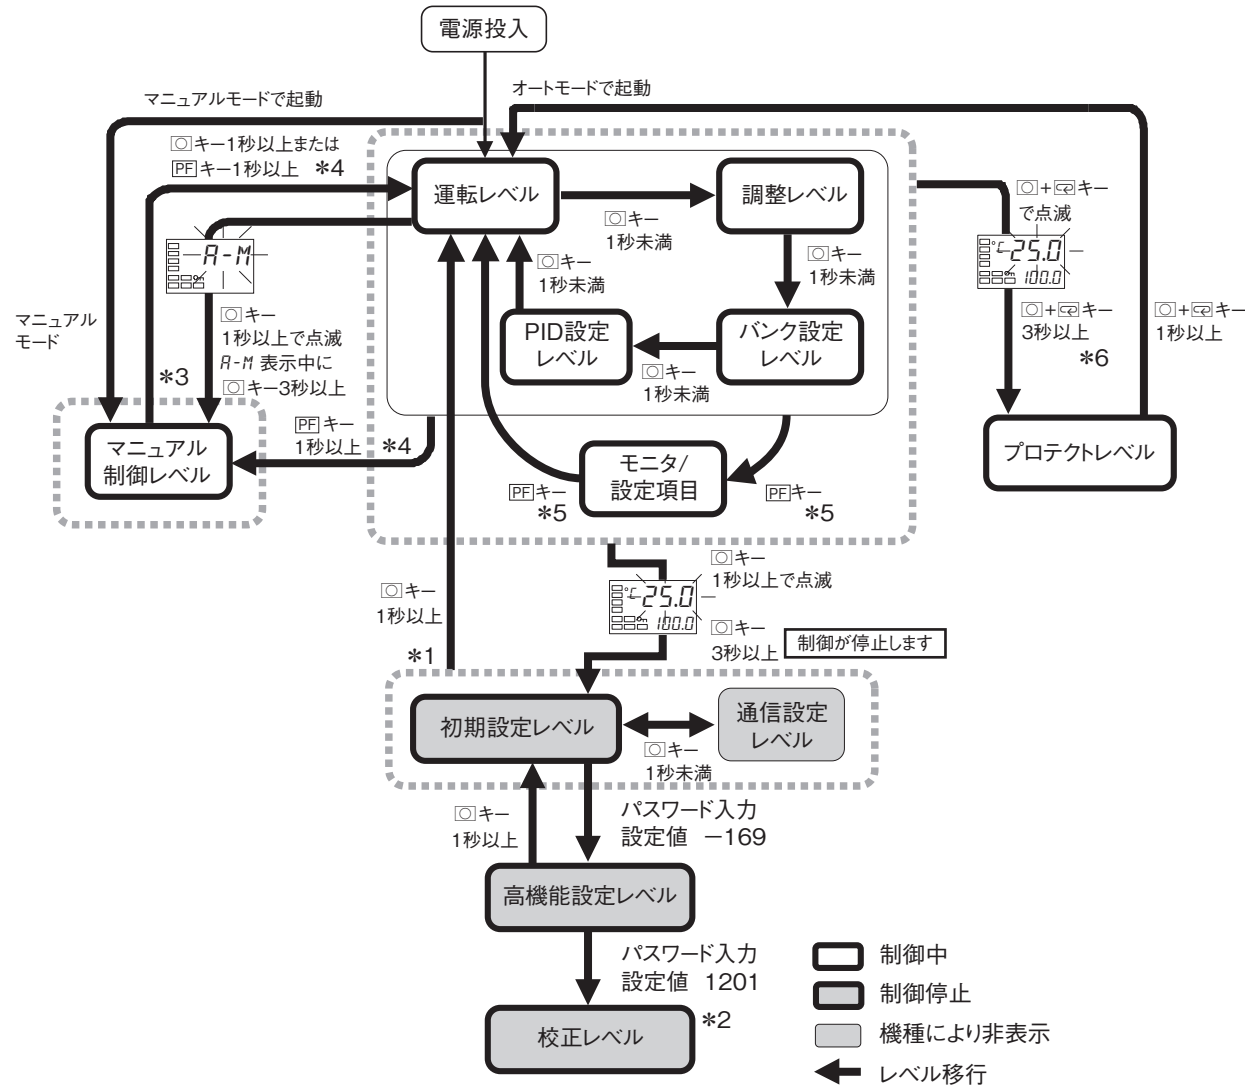 電源投入
マニュアルモードで起動
オートモードで起動
キー1秒以上または
PFキー1秒以上 *4
運転レベル
調整レベル
キー
1秒未満
+ キー
で点滅
A-M
℃ 25.0
100.0
キー
1秒未満
キー
1秒未満
マニュアル
モード
キー
1秒以上で点滅
A-M 表示中に
キー3秒以上
*3
PID設定
レベル
バンク設定
レベル
キー
1秒未満
+ キー
3秒以上
*6
+ キー
1秒以上
マニュアル
制御レベル
PFキー
1秒以上 *4
モニタ/
設定項目
PFキー
*5
PFキー
*5
プロテクトレベル
キー
1秒以上で点滅
℃ 25.0
100.0
キー
3秒以上
制御が停止します
キー
1秒以上
*1
初期設定レベル
通信設定
レベル
キー
1秒未満
キー
1秒以上
パスワード入力
設定値 −169
高機能設定レベル
パスワード入力
設定値 1201
校正レベル
*2
制御中
制御停止
機種により非表示
レベル移行